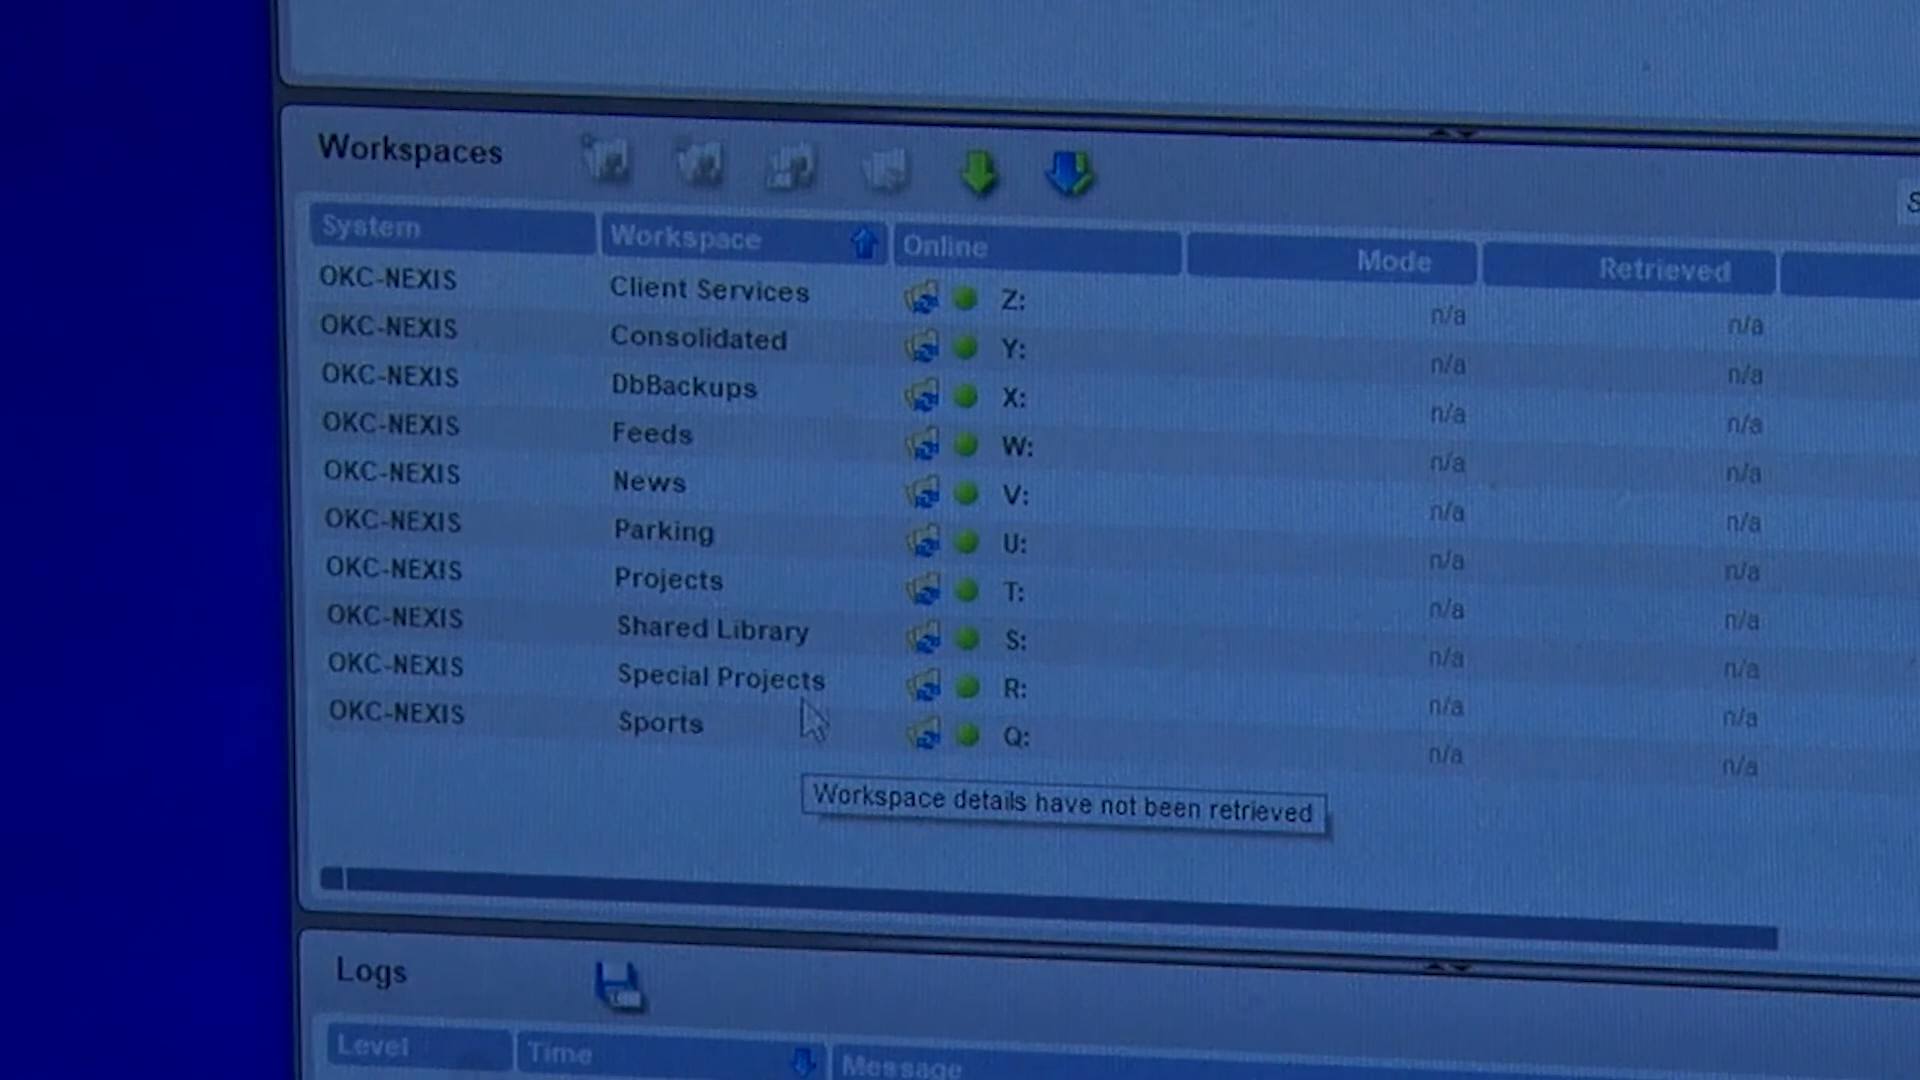 Workspaces
S
System Workspace Online Mode Retrieved
OKC-NEXIS Client Services Z: n/a n/a
OKC-NEXIS Consolidated Y: n/a n/a
OKC-NEXIS DbBackups X: n/a n/a
OKC-NEXIS Feeds W: n/a n/a
OKC-NEXIS News V: n/a n/a
OKC-NEXIS Parking U: n/a n/a
OKC-NEXIS Projects T: n/a n/a
OKC-NEXIS Shared Library S: n/a n/a
OKC-NEXIS Special Projects R: n/a n/a
OKC-NEXIS Sports Q: n/a n/a
Workspace details have not been retrieved
Logs
Level Time Message